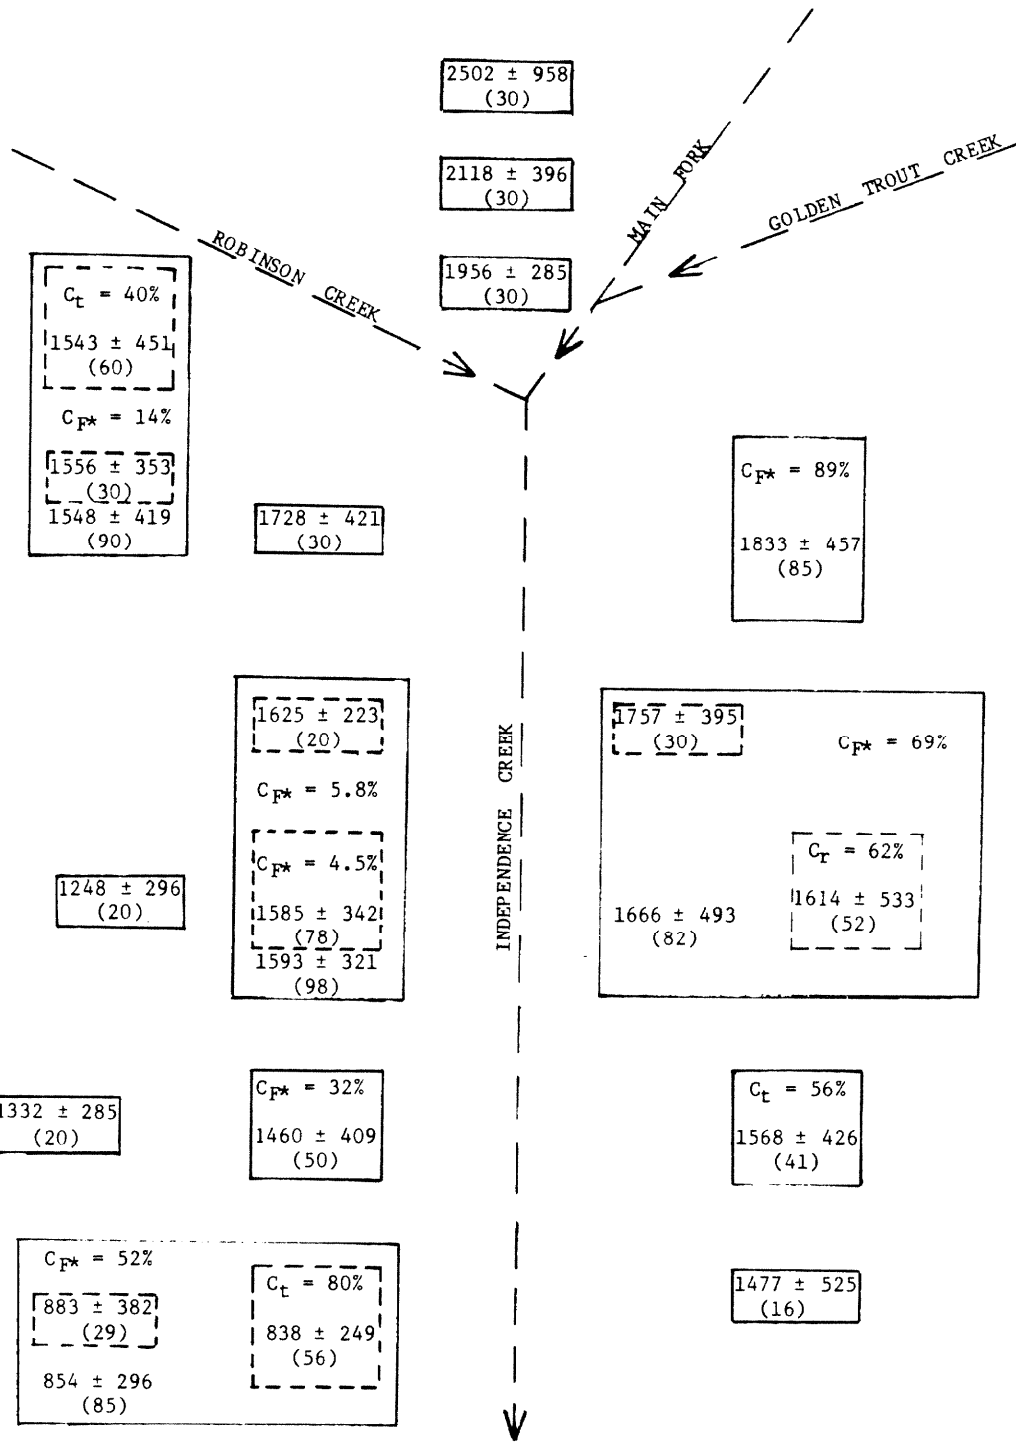 2502 ± 958
(30)
2118 ± 396
(30)
1956 ± 285
(30)
MAIN FORK
GOLDEN TROUT CREEK
ROBINSON CREEK
Ct = 40%
1543 ± 451
(60)
CF* = 14%
1556 ± 353
(30)
1548 ± 419
(90)
1728 ± 421
(30)
CF* = 89%
1833 ± 457
(85)
1625 ± 223
(20)
CF* = 5.8%
CF* = 4.5%
1585 ± 342
(78)
1593 ± 321
(98)
1248 ± 296
(20)
INDEPENDENCE CREEK
1757 ± 395
(30)
CF* = 69%
Cr = 62%
1614 ± 533
(52)
1666 ± 493
(82)
1332 ± 285
(20)
CF* = 32%
1460 ± 409
(50)
Ct = 56%
1568 ± 426
(41)
CF* = 52%
883 ± 382
(29)
854 ± 296
(85)
Ct = 80%
838 ± 249
(56)
1477 ± 525
(16)